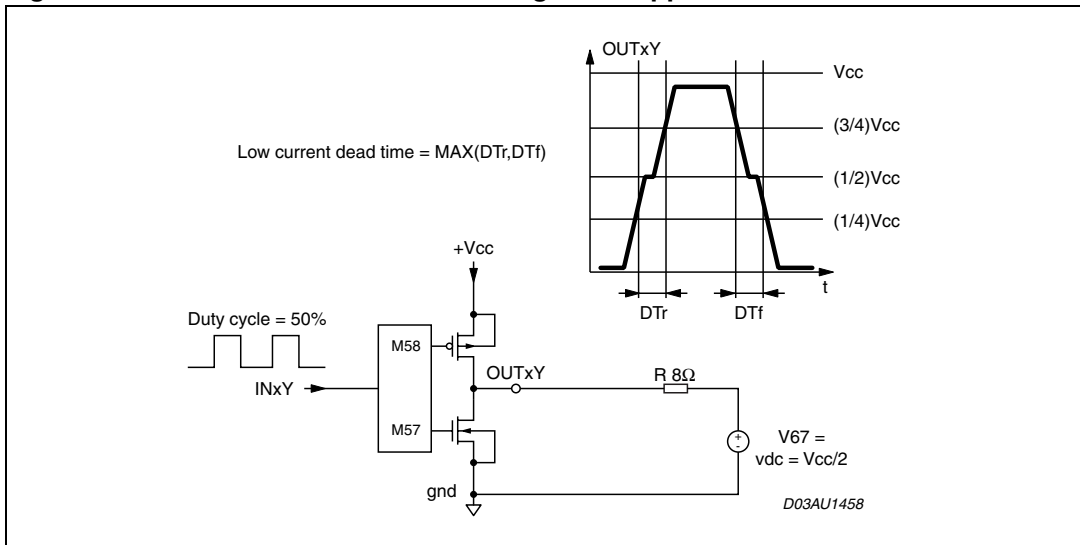 OUTxY
Vcc
(3/4)Vcc
Low current dead time = MAX(DTr,DTf)
(1/2)Vcc
(1/4)Vcc
+Vcc
t
DTr
DTf
Duty cycle = 50%
M58
OUTxY
R 8Ω
INxY
M57
+
-
V67 =
vdc = Vcc/2
gnd
D03AU1458